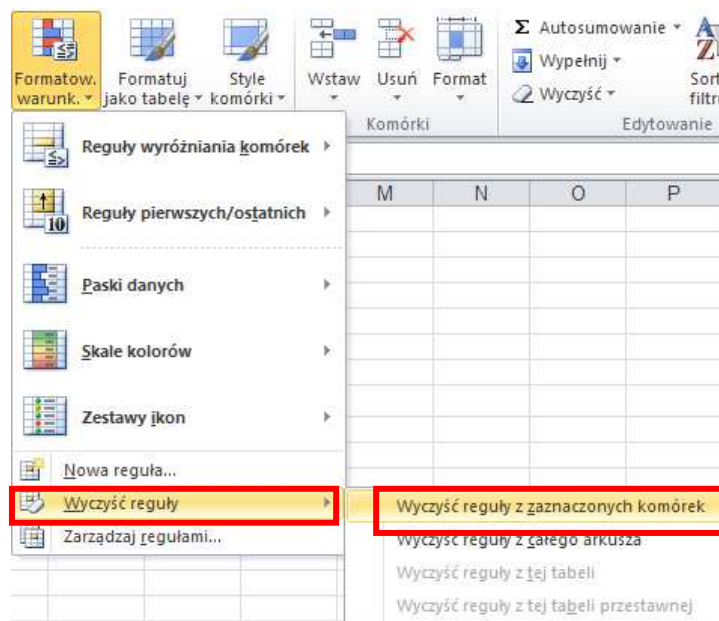 Formatow. warunk.
Formatuj jako tabelę
Style komórki
Wstaw
Usuń
Format
Komórki
Σ Autosumowanie
Wypełnij
Wyczyść
Sort
filtr
Edytowanie
M N O P
Reguły wyróżniania komórek
Reguły pierwszych/ostatnich
Paski danych
Skale kolorów
Zestawy ikon
Nowa reguła...
Wyczyść reguły
Zarządzaj regułami...
Wyczyść reguły z zaznaczonych komórek
Wyczyść reguły z całego arkusza
Wyczyść reguły z tej tabeli
Wyczyść reguły z tej tabeli przestawnej